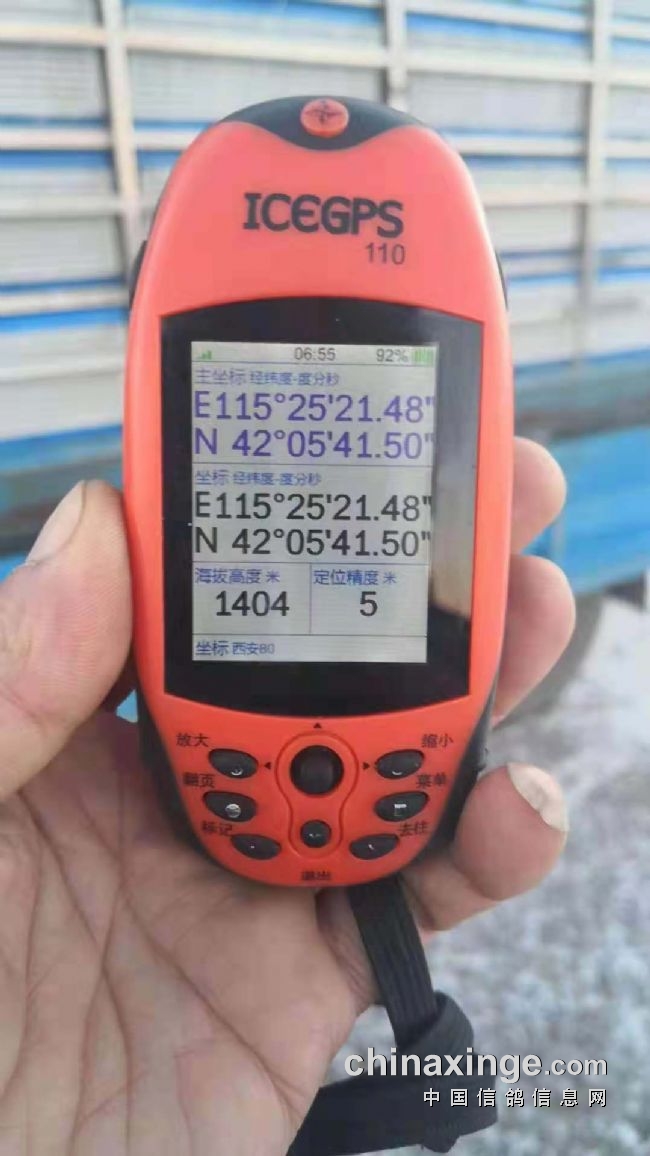 ICEGPS
110
06:55 92%
主坐标 经纬度-度分秒
E115°25'21.48"
N 42°05'41.50"
坐标 经纬度-度分秒
E115°25'21.48"
N 42°05'41.50"
海拔高度 米 定位精度 米
1404 5
坐标 西安80
放大 缩小
翻页 菜单
标记 去往
退出
chinaxinge.com
中国信鸽信息网